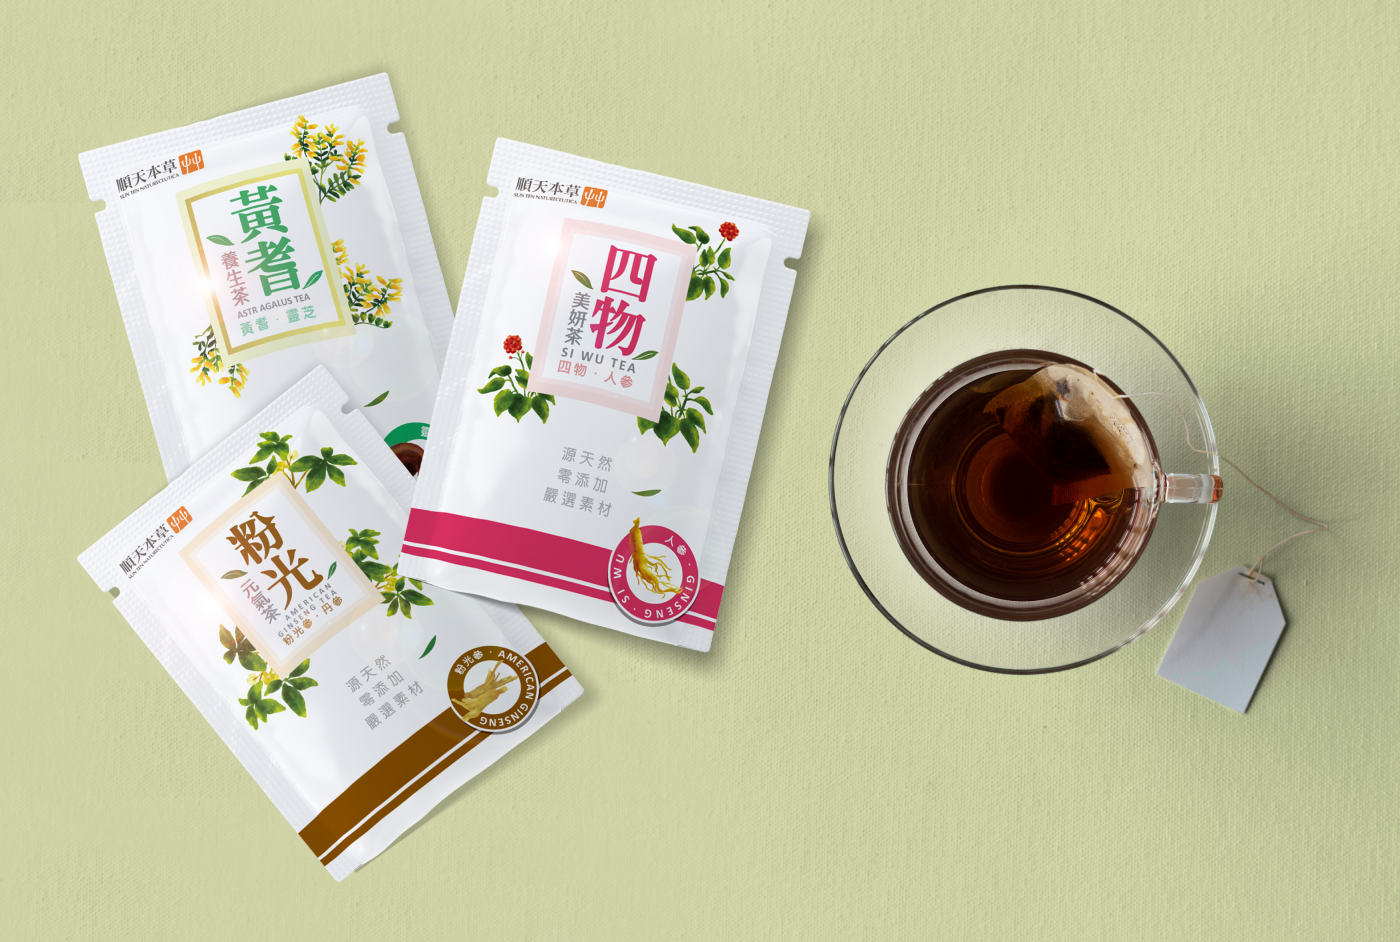 順天本草
SUN TEN NATURECEUTICA
黃耆
養生茶
ASTR AGALUS TEA
黃耆·靈芝
順天本草
SUN TEN NATURECEUTICA
四物
美妍茶
SI WU TEA
四物·人參
源天然
零添加
嚴選素材
人參·GINSENG·SI WU
順天本草
SUN TEN NATURECEUTICA
粉光
元氣茶
AMERICAN
GINSENG TEA
粉光參·丹參
源天然
零添加
嚴選素材
粉光參·AMERICAN GINSENG